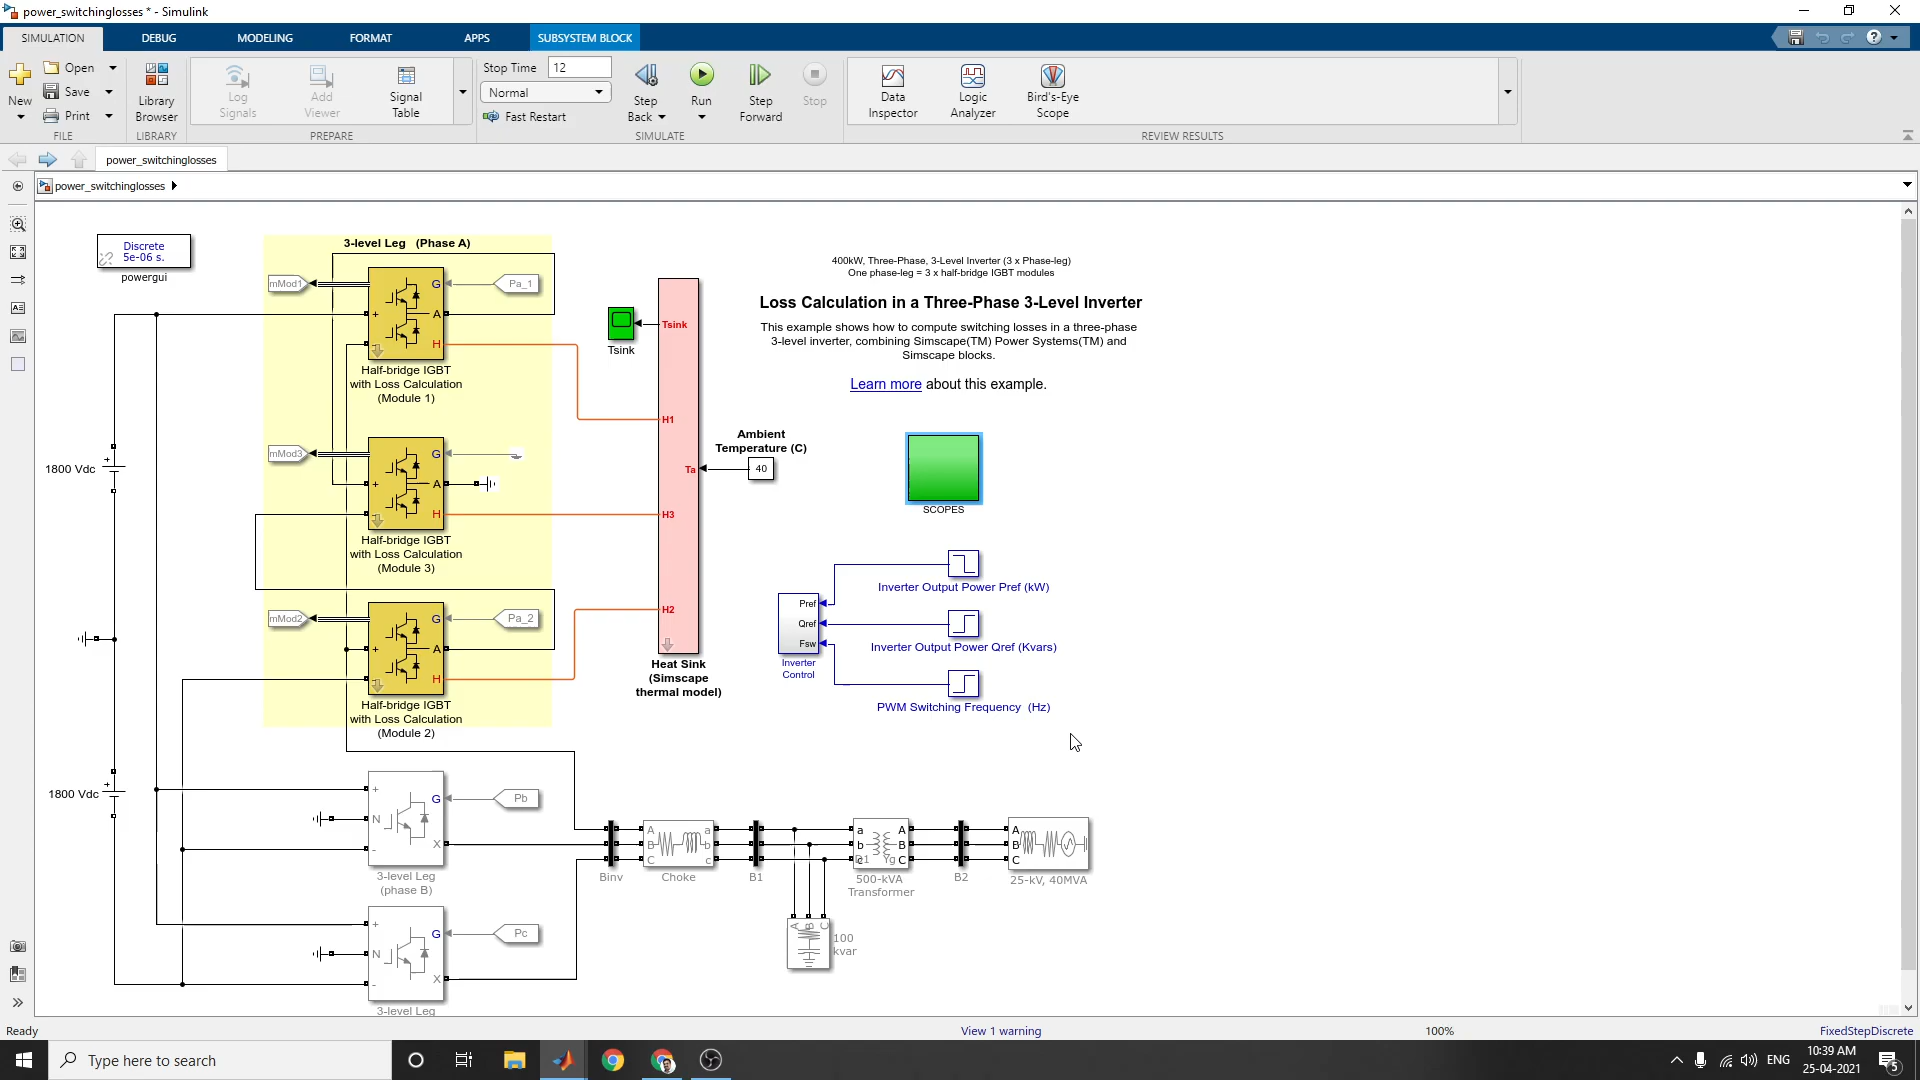 power_switchinglosses * - Simulink
SIMULATION
DEBUG
MODELING
FORMAT
APPS
SUBSYSTEM BLOCK
New
Open
Save
Print
FILE
Library
Browser
LIBRARY
Log
Signals
Add
Viewer
Signal
Table
PREPARE
Stop Time
12
Normal
Fast Restart
Step
Back
Run
Step
Forward
Stop
SIMULATE
Data
Inspector
Logic
Analyzer
Bird's-Eye
Scope
REVIEW RESULTS
power_switchinglosses
power_switchinglosses
Discrete
5e-06 s.
powergui
3-level Leg (Phase A)
mMod1
G
Pa_1
+
A
-
H
Half-bridge IGBT
with Loss Calculation
(Module 1)
mMod3
G
+
A
-
H
Half-bridge IGBT
with Loss Calculation
(Module 3)
mMod2
G
Pa_2
+
A
-
H
Half-bridge IGBT
with Loss Calculation
(Module 2)
+
1800 Vdc
+
1800 Vdc
Tsink
Tsink
H1
Ta
H3
H2
Heat Sink
(Simscape
thermal model)
Ambient
Temperature (C)
40
400kW, Three-Phase, 3-Level Inverter (3 x Phase-leg)
One phase-leg = 3 x half-bridge IGBT modules
Loss Calculation in a Three-Phase 3-Level Inverter
This example shows how to compute switching losses in a three-phase
3-level inverter, combining Simscape(TM) Power Systems(TM) and
Simscape blocks.
Learn more about this example.
SCOPES
Inverter Output Power Pref (kW)
Pref
Qref
Inverter Output Power Qref (Kvars)
Fsw
Inverter
Control
PWM Switching Frequency (Hz)
+
G
Pb
N
-
X
3-level Leg
(phase B)
+
G
Pc
N
-
X
3-level Leg
Binv
A
B
C
a
b
c
Choke
B1
a
b
c
D1
Yg
A
B
C
500-kVA
Transformer
B2
A
B
C
25-kV, 40MVA
A
B
C
100
kvar
Ready
View 1 warning
100%
FixedStepDiscrete
Type here to search
ENG
10:39 AM
25-04-2021
5